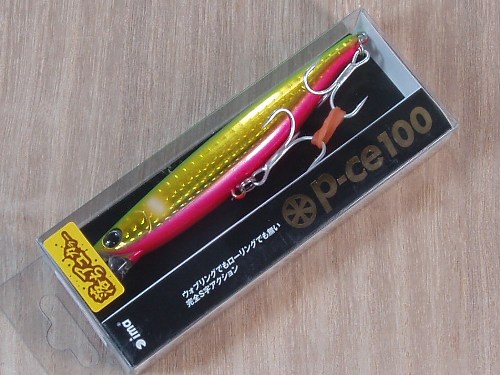 p-ce100
ウォブリングでもローリングでも無い
完全S字アクション
ima